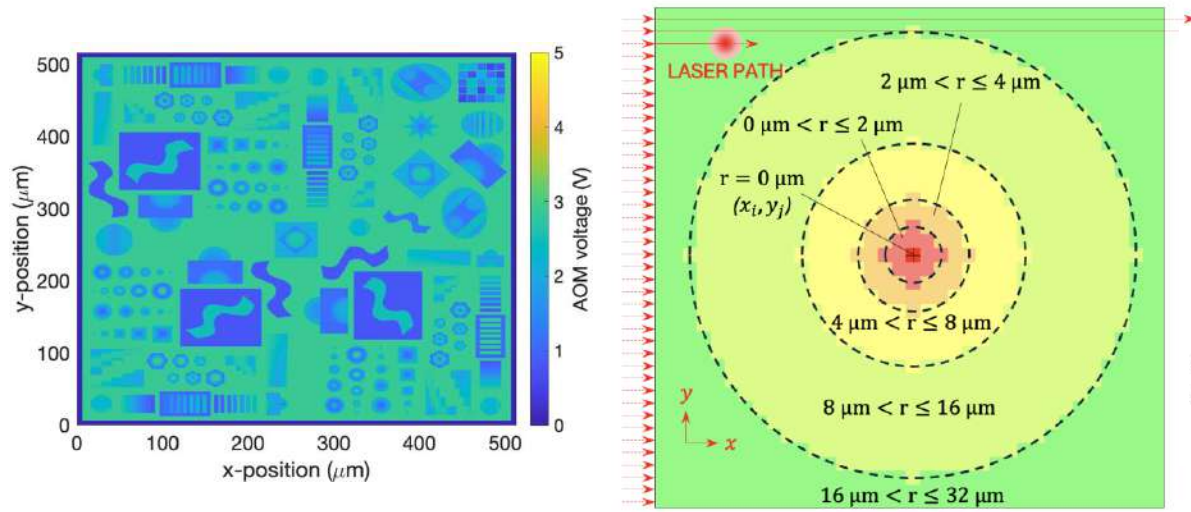 500
400
300
200
100
0
y-position (μm)
0 100 200 300 400 500
x-position (μm)
5
4
3
2
1
0
AOM voltage (V)
LASER PATH
2 μm < r ≤ 4 μm
0 μm < r ≤ 2 μm
r = 0 μm
(xᵢ, yⱼ)
4 μm < r ≤ 8 μm
8 μm < r ≤ 16 μm
y
x
16 μm < r ≤ 32 μm